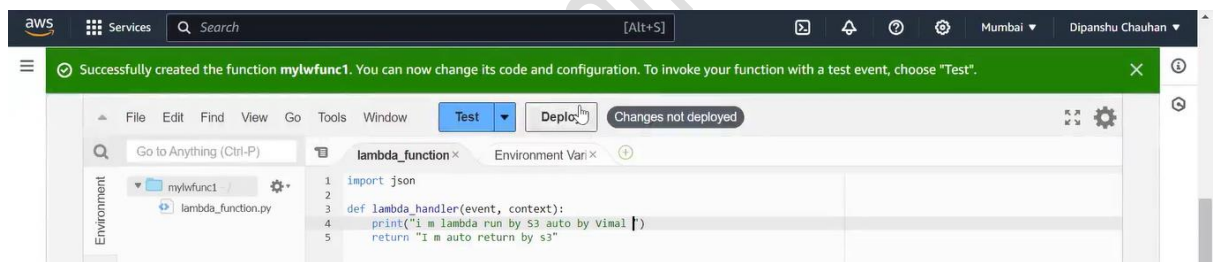 aws
Services
Search
[Alt+S]
Mumbai ▼
Dipanshu Chauhan ▼
Successfully created the function mylwfunc1. You can now change its code and configuration. To invoke your function with a test event, choose "Test".
File Edit Find View Go Tools Window
Test
Changes not deployed
Go to Anything (Ctrl-P)
lambda_function ×
Environment Vari ×
Environment
mylwfunc1 - /
lambda_function.py
1 import json
2
3 def lambda_handler(event, context):
4 print("i m lambda run by S3 auto by Vimal ")
5 return "I m auto return by s3"